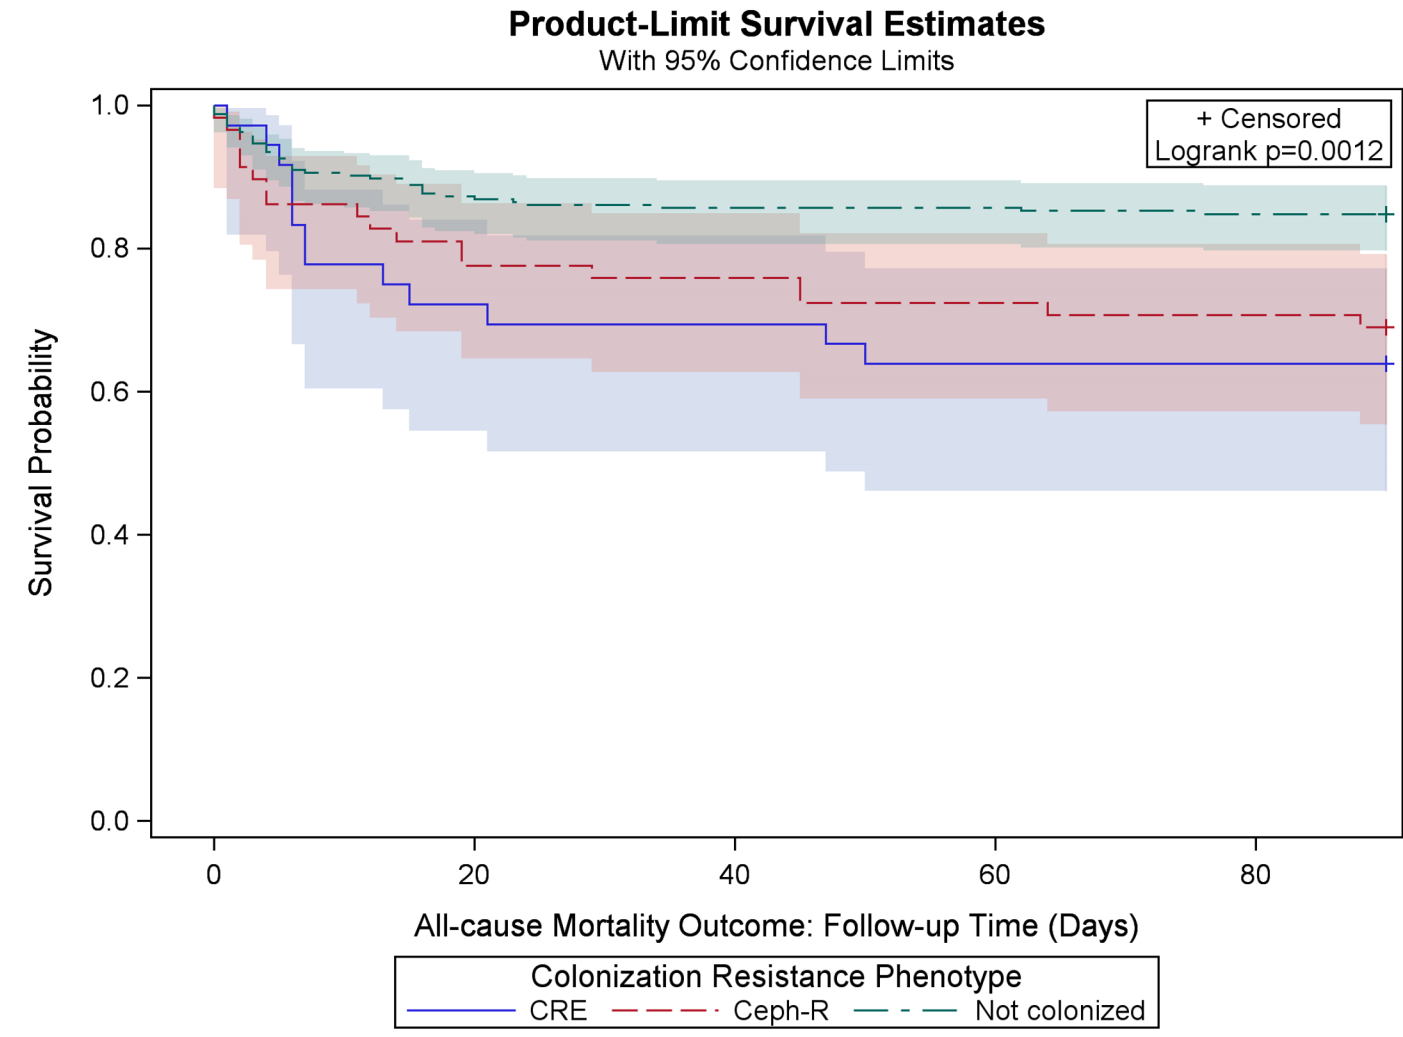 Product-Limit Survival Estimates
With 95% Confidence Limits
+ Censored
Logrank p=0.0012
Survival Probability
1.0
0.8
0.6
0.4
0.2
0.0
0 20 40 60 80
All-cause Mortality Outcome: Follow-up Time (Days)
Colonization Resistance Phenotype
CRE Ceph-R Not colonized